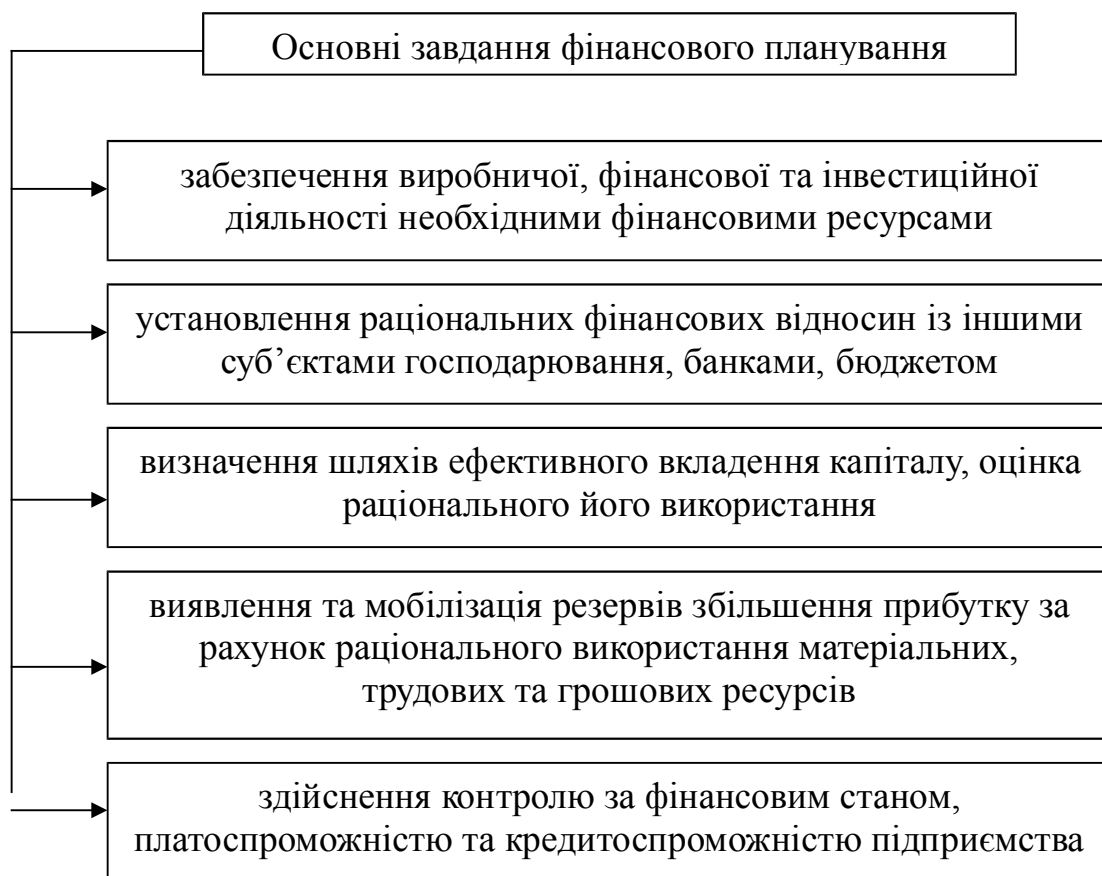 Основні завдання фінансового планування
забезпечення виробничої, фінансової та інвестиційної
діяльності необхідними фінансовими ресурсами
установлення раціональних фінансових відносин із іншими
суб’єктами господарювання, банками, бюджетом
визначення шляхів ефективного вкладення капіталу, оцінка
раціонального його використання
виявлення та мобілізація резервів збільшення прибутку за
рахунок раціонального використання матеріальних,
трудових та грошових ресурсів
здійснення контролю за фінансовим станом,
платоспроможністю та кредитоспроможністю підприємства